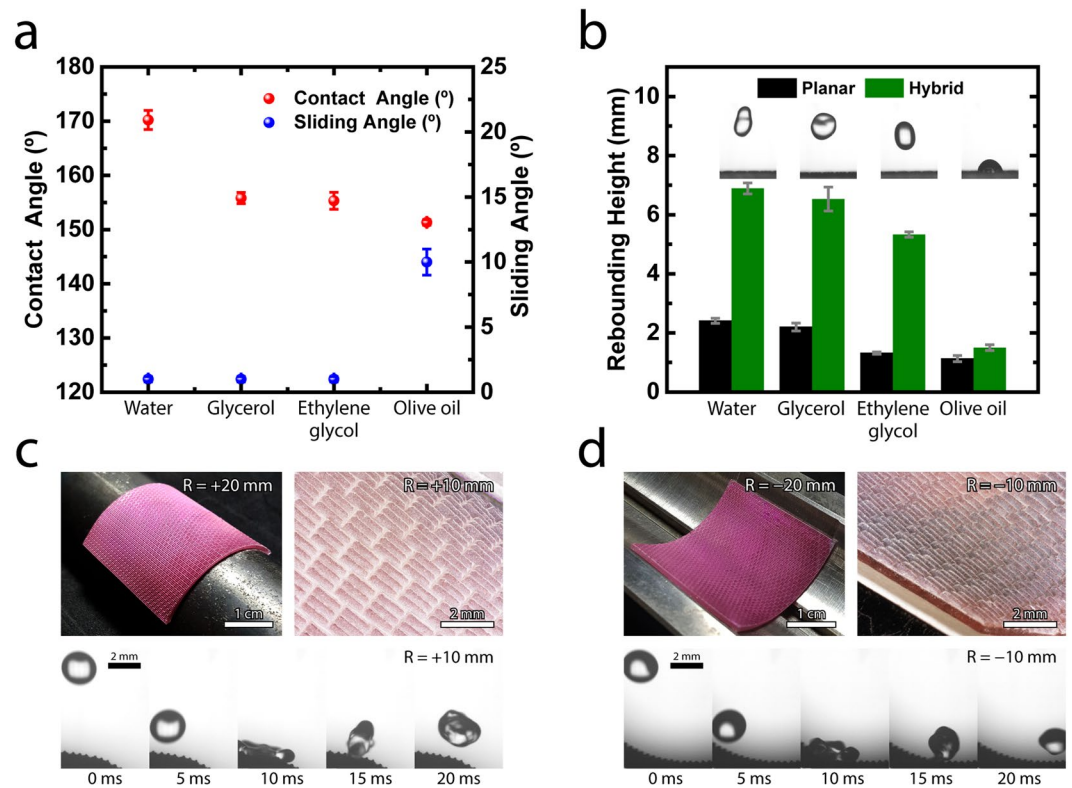 a
180
170
160
150
140
130
120
Contact Angle (º)
25
20
15
10
5
0
Sliding Angle (º)
Contact Angle (º)
Sliding Angle (º)
Water
Glycerol
Ethylene
glycol
Olive oil
b
10
8
6
4
2
0
Rebounding Height (mm)
Planar
Hybrid
Water
Glycerol
Ethylene
glycol
Olive oil
c
R = +20 mm
1 cm
R = +10 mm
2 mm
2 mm
R = +10 mm
0 ms
5 ms
10 ms
15 ms
20 ms
d
R = −20 mm
1 cm
R = −10 mm
2 mm
2 mm
R = −10 mm
0 ms
5 ms
10 ms
15 ms
20 ms